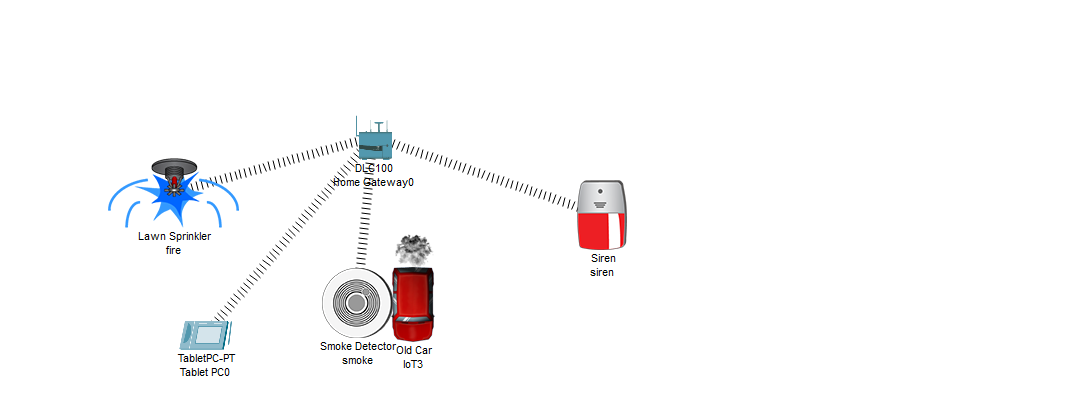 DLC100
Home Gateway0
Lawn Sprinkler
fire
Siren
siren
Smoke Detector
smoke
Old Car
IoT3
TabletPC-PT
Tablet PC0